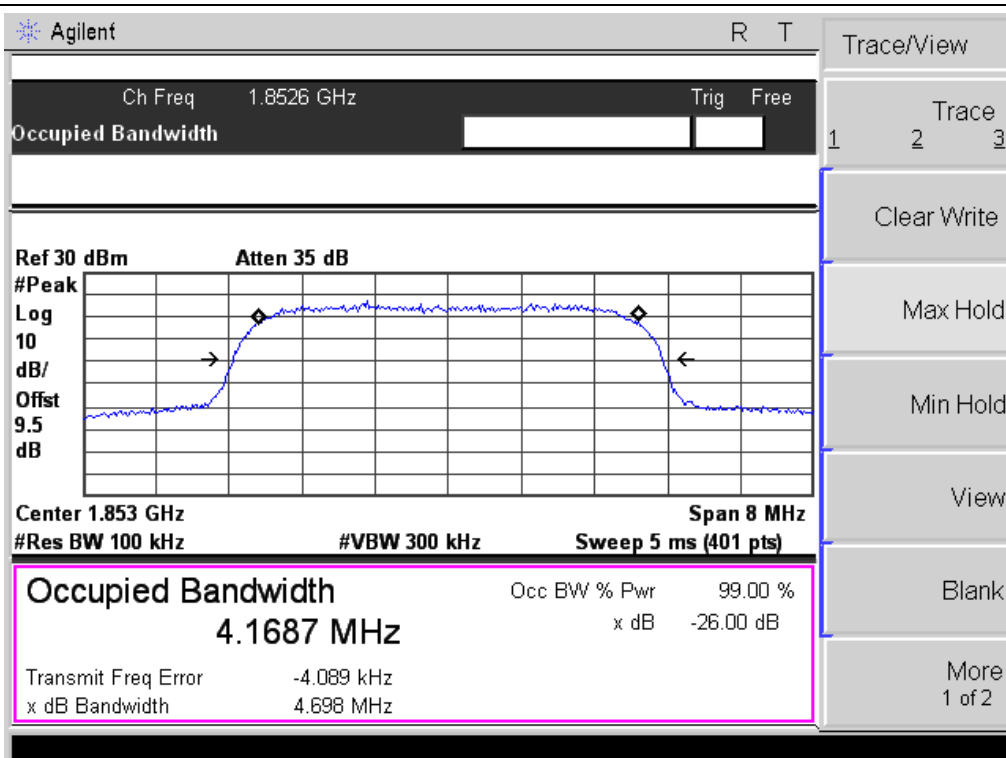 Agilent R T
Trace/View
Ch Freq 1.8526 GHz Trig Free
Occupied Bandwidth
Trace
1 2 3
Clear Write
Ref 30 dBm Atten 35 dB
#Peak
Log
10
dB/
Offst
9.5
dB
Max Hold
Min Hold
View
Center 1.853 GHz Span 8 MHz
#Res BW 100 kHz #VBW 300 kHz Sweep 5 ms (401 pts)
Occupied Bandwidth
4.1687 MHz
Occ BW % Pwr 99.00 %
x dB -26.00 dB
Transmit Freq Error -4.089 kHz
x dB Bandwidth 4.698 MHz
Blank
More
1 of 2